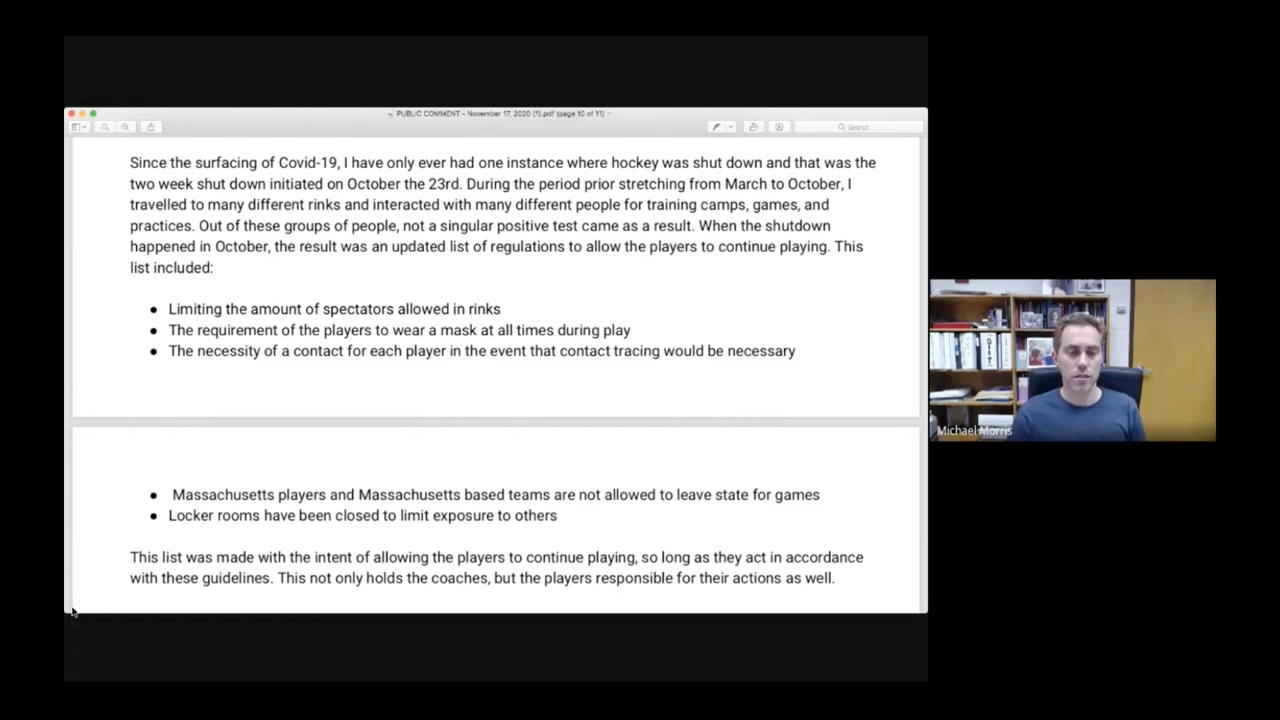 PUBLIC COMMENT - November 17, 2020 (1).pdf (page 10 of 11)
Search
Since the surfacing of Covid-19, I have only ever had one instance where hockey was shut down and that was the
two week shut down initiated on October the 23rd. During the period prior stretching from March to October, I
travelled to many different rinks and interacted with many different people for training camps, games, and
practices. Out of these groups of people, not a singular positive test came as a result. When the shutdown
happened in October, the result was an updated list of regulations to allow the players to continue playing. This
list included:
● Limiting the amount of spectators allowed in rinks
● The requirement of the players to wear a mask at all times during play
● The necessity of a contact for each player in the event that contact tracing would be necessary
● Massachusetts players and Massachusetts based teams are not allowed to leave state for games
● Locker rooms have been closed to limit exposure to others
This list was made with the intent of allowing the players to continue playing, so long as they act in accordance
with these guidelines. This not only holds the coaches, but the players responsible for their actions as well.
Michael Morris